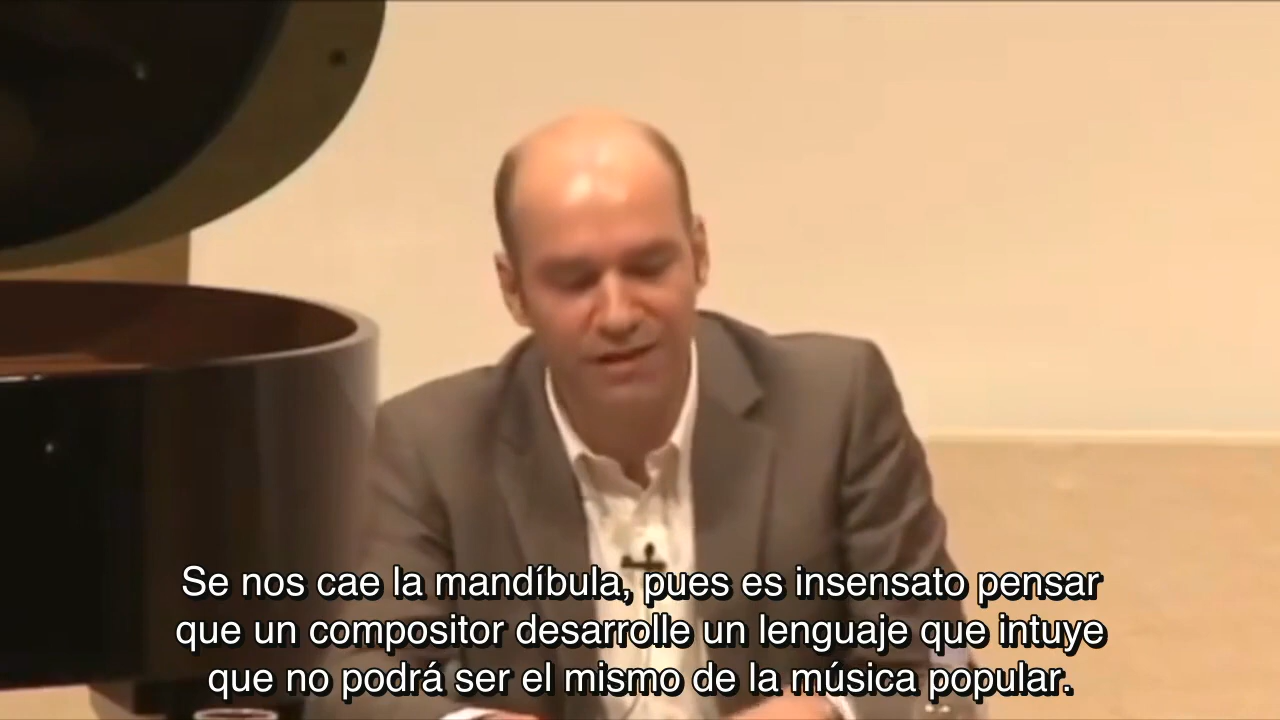 Se nos cae la mandíbula, pues es insensato pensar
que un compositor desarrolle un lenguaje que intuye
que no podrá ser el mismo de la música popular.